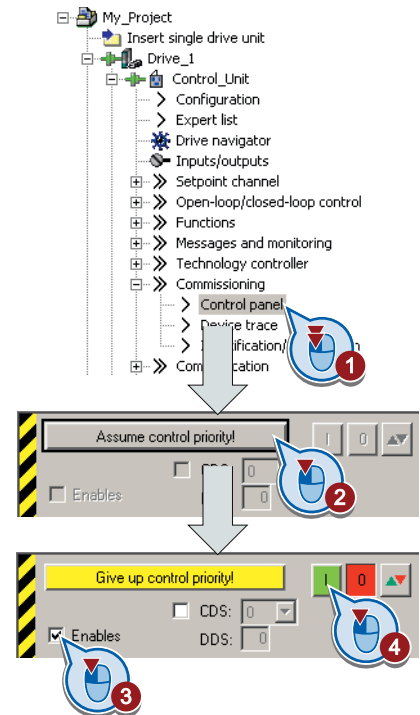 My_Project
Insert single drive unit
Drive_1
Control_Unit
Configuration
Expert list
Drive navigator
Inputs/outputs
Setpoint channel
Open-loop/closed-loop control
Functions
Messages and monitoring
Technology controller
Commissioning
Control panel
Device trace
1
Assume control priority!
I
0
0
Enables
0
2
Give up control priority!
I
0
CDS:
0
Enables
DDS:
0
3
4